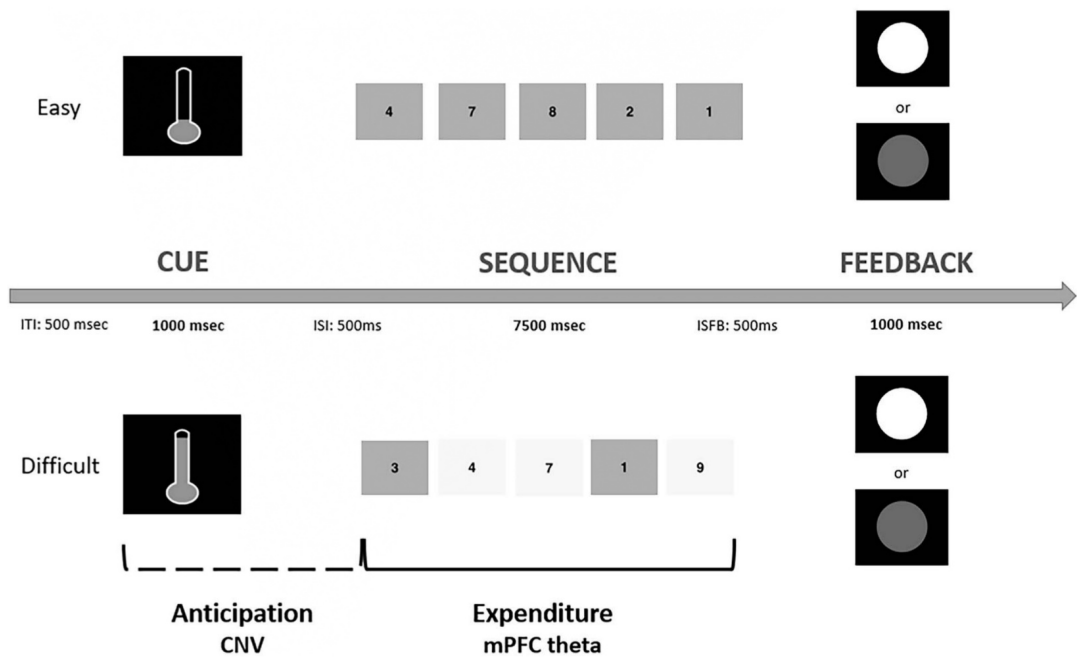 Easy
4 7 8 2 1
or
CUE SEQUENCE FEEDBACK
ITI: 500 msec 1000 msec ISI: 500ms 7500 msec ISFB: 500ms 1000 msec
Difficult
3 4 7 1 9
or
Anticipation Expenditure
CNV mPFC theta